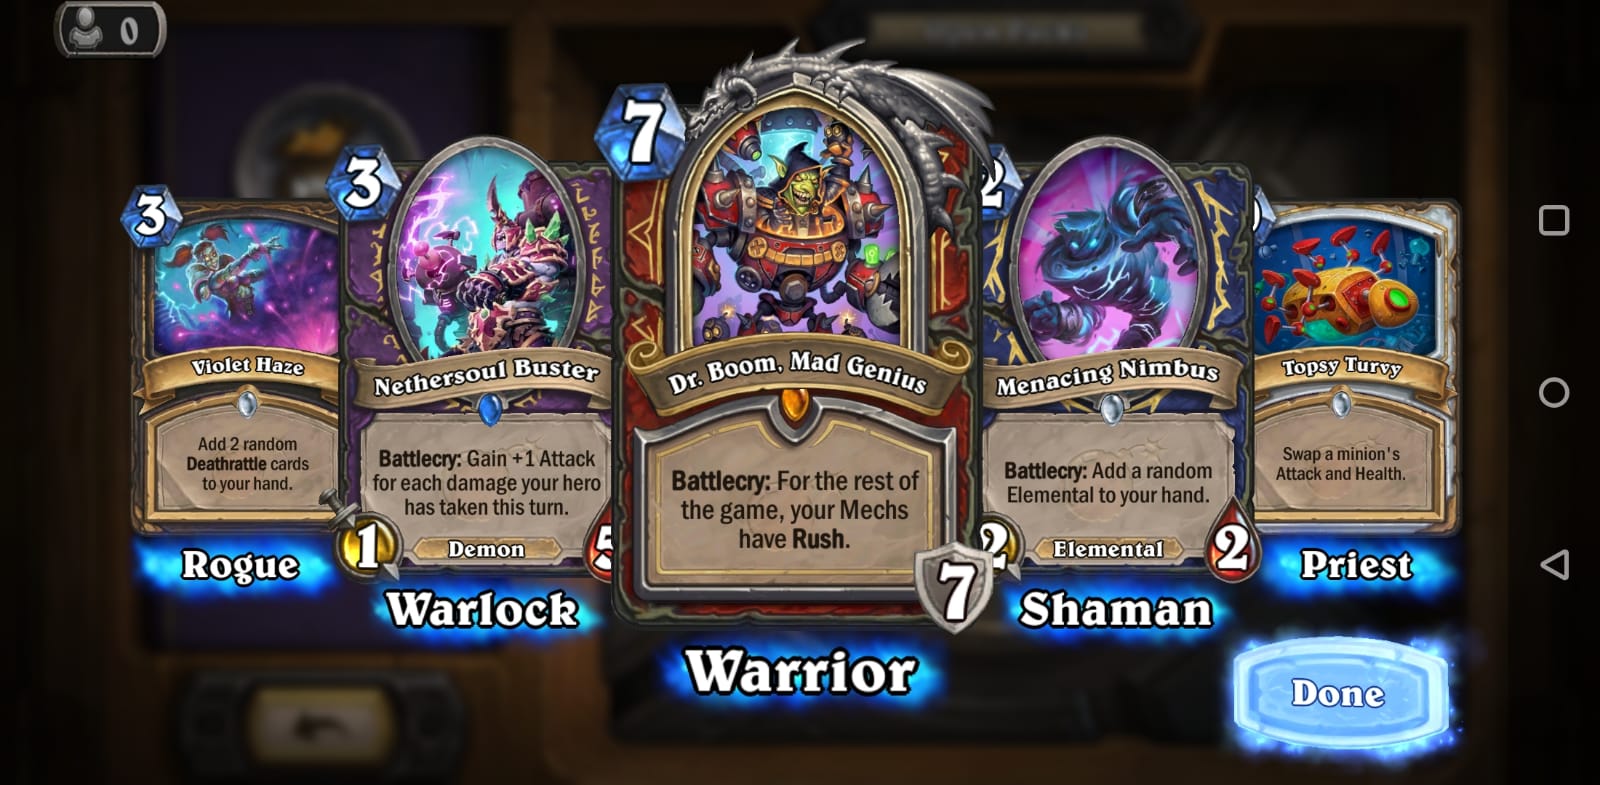 0
3
Violet Haze
Add 2 random
Deathrattle cards
to your hand.
Rogue
3
Nethersoul Buster
Battlecry: Gain +1 Attack
for each damage your hero
has taken this turn.
1
Demon
5
Warlock
7
Dr. Boom, Mad Genius
Battlecry: For the rest of
the game, your Mechs
have Rush.
7
Warrior
2
Menacing Nimbus
Battlecry: Add a random
Elemental to your hand.
2
Elemental
2
Shaman
Topsy Turvy
Swap a minion's
Attack and Health.
Priest
Done